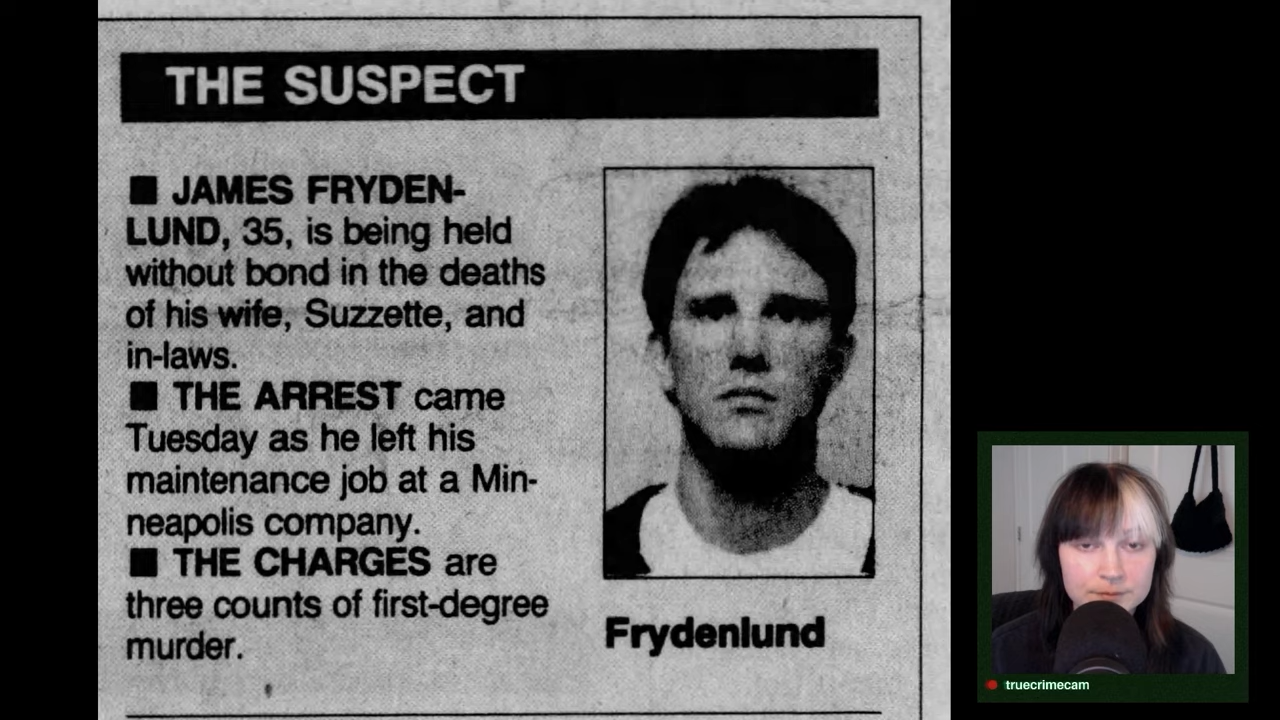 THE SUSPECT
■ JAMES FRYDEN-
LUND, 35, is being held
without bond in the deaths
of his wife, Suzzette, and
in-laws.
■ THE ARREST came
Tuesday as he left his
maintenance job at a Min-
neapolis company.
■ THE CHARGES are
three counts of first-degree
murder.
Frydenlund
truecrimecam